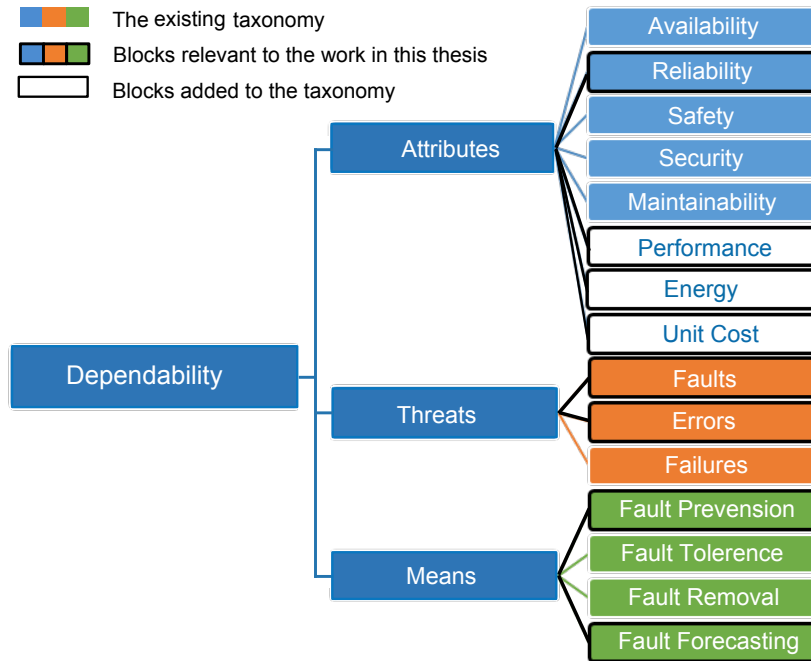 The existing taxonomy
Blocks relevant to the work in this thesis
Blocks added to the taxonomy
Dependability
Attributes
Availability
Reliability
Safety
Security
Maintainability
Performance
Energy
Unit Cost
Threats
Faults
Errors
Failures
Means
Fault Prevension
Fault Tolerence
Fault Removal
Fault Forecasting